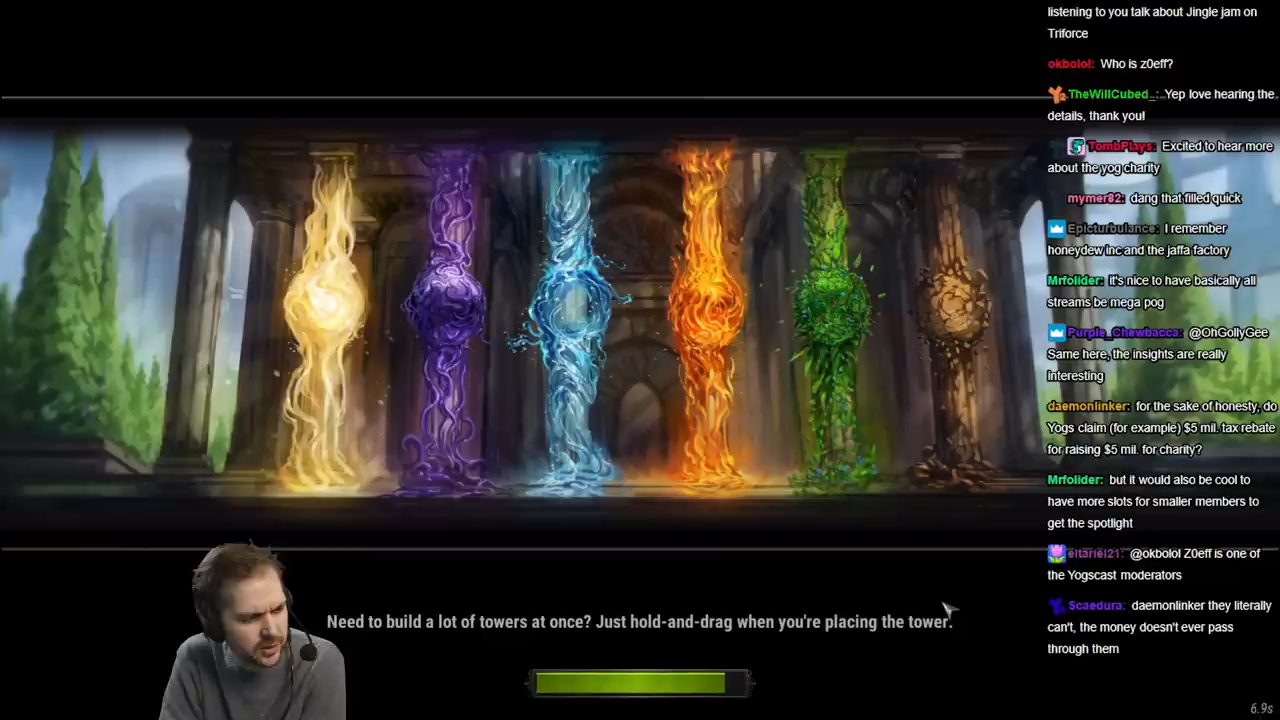 listening to you talk about Jingle jam on
Triforce
okbolol: Who is z0eff?
TheWillCubed_: Yep love hearing the
details, thank you!
TombPlays: Excited to hear more
about the yog charity
mymer82: dang that filled quick
Epicturbulance: I remember
honeydew inc and the jaffa factory
Mrfolider: it's nice to have basically all
streams be mega pog
Purple_Chewbacca: @OhGollyGee
Same here, the insights are really
interesting
daemonlinker: for the sake of honesty, do
Yogs claim (for example) $5 mil. tax rebate
for raising $5 mil. for charity?
Mrfolider: but it would also be cool to
have more slots for smaller members to
get the spotlight
eltariel21: @okbolol Z0eff is one of
the Yogscast moderators
Scaedura: daemonlinker they literally
can't, the money doesn't ever pass
through them
Need to build a lot of towers at once? Just hold-and-drag when you're placing the tower.
6.9s